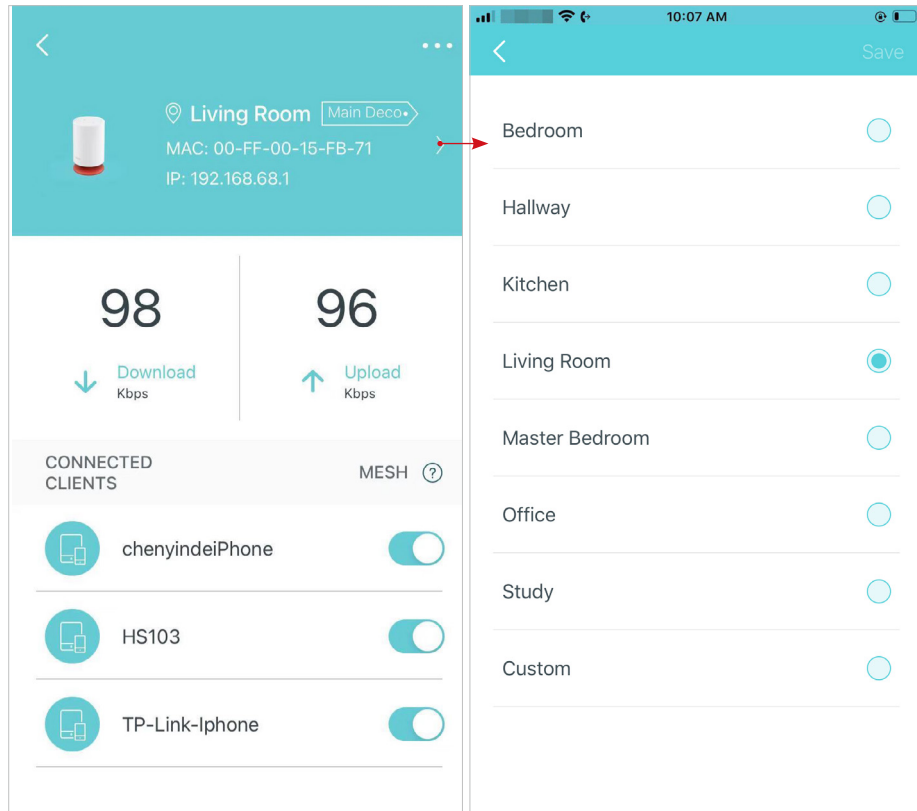 Living Room Main Deco
MAC: 00-FF-00-15-FB-71
IP: 192.168.68.1
98
Download
Kbps
96
Upload
Kbps
CONNECTED
CLIENTS
MESH ?
chenyindeiPhone
HS103
TP-Link-Iphone
10:07 AM
Save
Bedroom
Hallway
Kitchen
Living Room
Master Bedroom
Office
Study
Custom